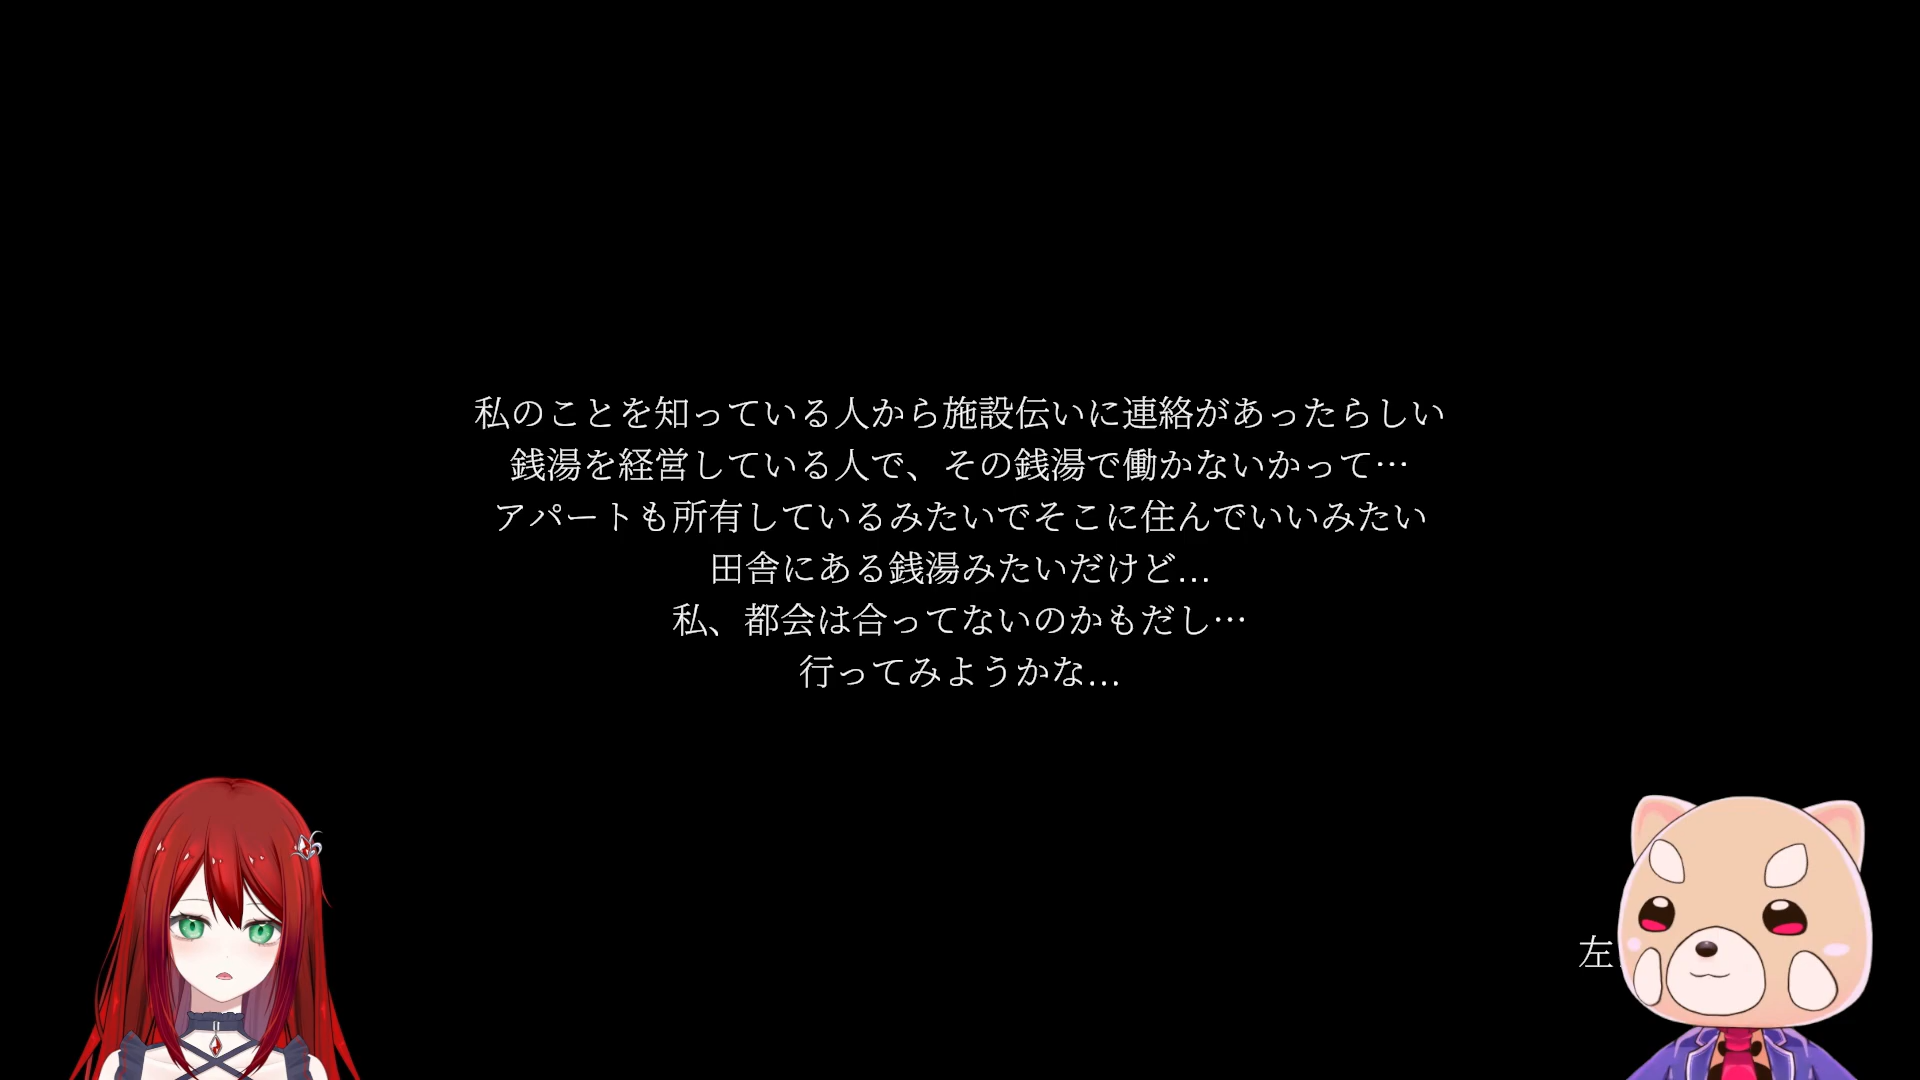 私のことを知っている人から施設伝いに連絡があったらしい
銭湯を経営している人で、その銭湯で働かないかって…
アパートも所有しているみたいでそこに住んでいいみたい
田舎にある銭湯みたいだけど...
私、都会は合ってないのかもだし…
行ってみようかな...
左